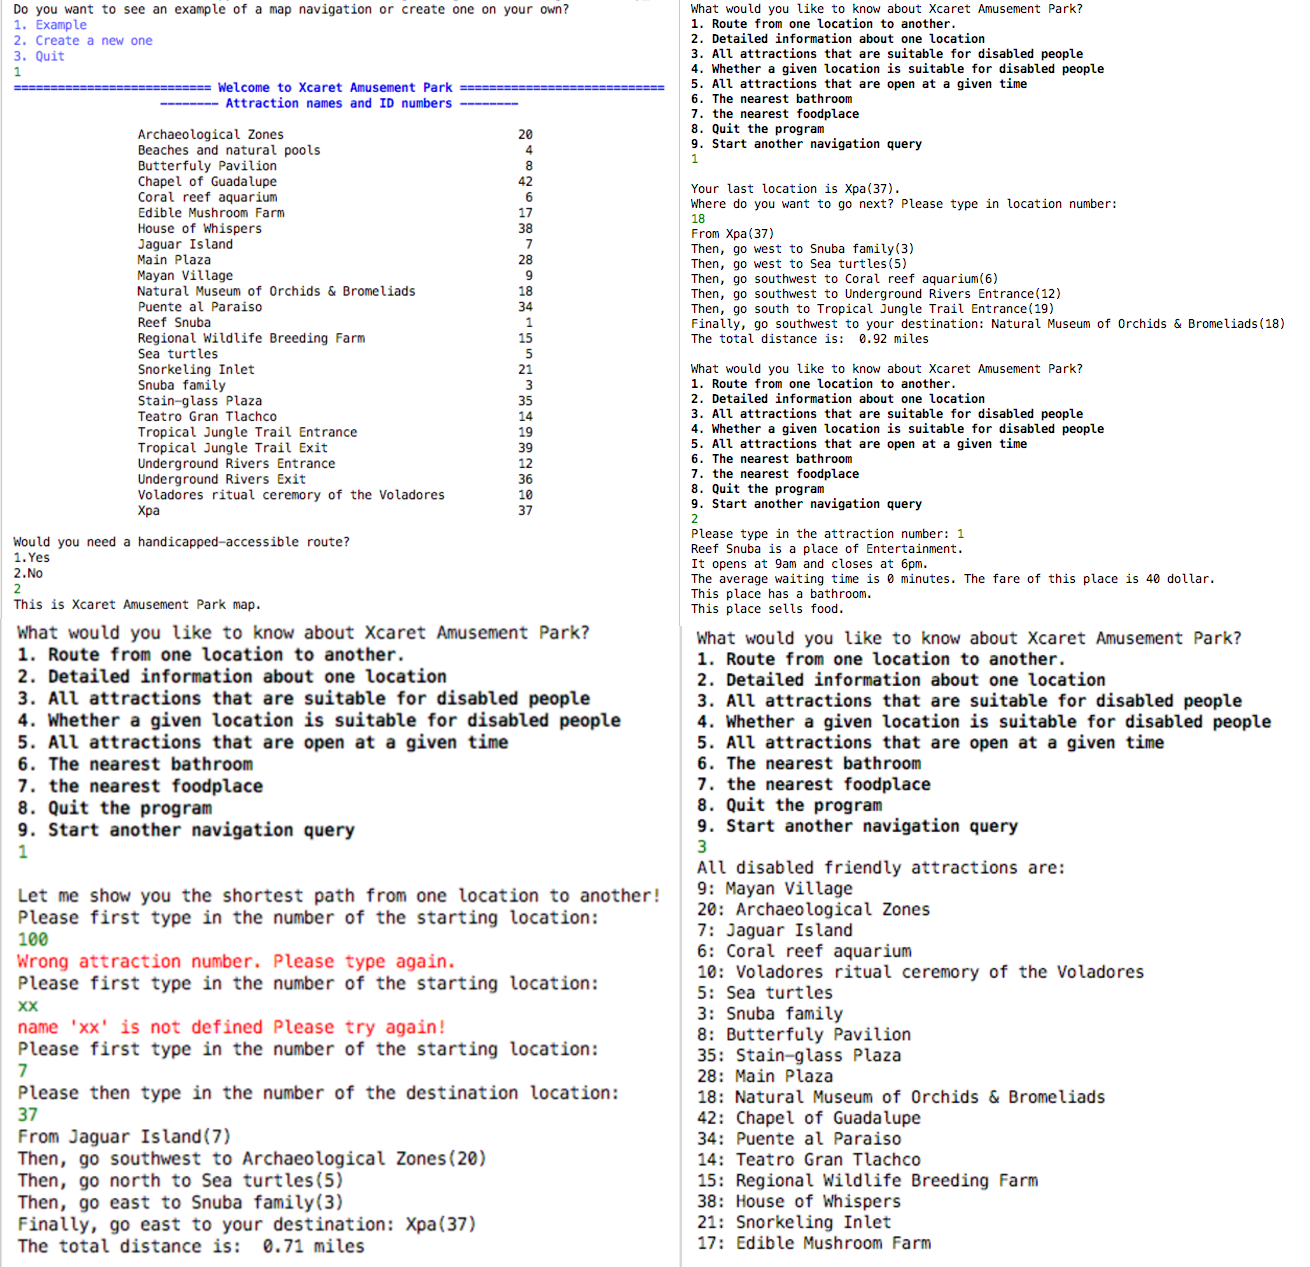 Do you want to see an example of a map navigation or create one on your own?
1. Example
2. Create a new one
3. Quit
1
=========================== Welcome to Xcaret Amusement Park ============================
-------- Attraction names and ID numbers --------
Archaeological Zones 20
Beaches and natural pools 4
Butterfuly Pavilion 8
Chapel of Guadalupe 42
Coral reef aquarium 6
Edible Mushroom Farm 17
House of Whispers 38
Jaguar Island 7
Main Plaza 28
Mayan Village 9
Natural Museum of Orchids & Bromeliads 18
Puente al Paraiso 34
Reef Snuba 1
Regional Wildlife Breeding Farm 15
Sea turtles 5
Snorkeling Inlet 21
Snuba family 3
Stain-glass Plaza 35
Teatro Gran Tlachco 14
Tropical Jungle Trail Entrance 19
Tropical Jungle Trail Exit 39
Underground Rivers Entrance 12
Underground Rivers Exit 36
Voladores ritual ceremony of the Voladores 10
Xpa 37
Would you need a handicapped-accessible route?
1.Yes
2.No
2
This is Xcaret Amusement Park map.
What would you like to know about Xcaret Amusement Park?
1. Route from one location to another.
2. Detailed information about one location
3. All attractions that are suitable for disabled people
4. Whether a given location is suitable for disabled people
5. All attractions that are open at a given time
6. The nearest bathroom
7. the nearest foodplace
8. Quit the program
9. Start another navigation query
1
Let me show you the shortest path from one location to another!
Please first type in the number of the starting location:
100
Wrong attraction number. Please type again.
Please first type in the number of the starting location:
xx
name 'xx' is not defined Please try again!
Please first type in the number of the starting location:
7
Please then type in the number of the destination location:
37
From Jaguar Island(7)
Then, go southwest to Archaeological Zones(20)
Then, go north to Sea turtles(5)
Then, go east to Snuba family(3)
Finally, go east to your destination: Xpa(37)
The total distance is:  0.71 miles
What would you like to know about Xcaret Amusement Park?
1. Route from one location to another.
2. Detailed information about one location
3. All attractions that are suitable for disabled people
4. Whether a given location is suitable for disabled people
5. All attractions that are open at a given time
6. The nearest bathroom
7. the nearest foodplace
8. Quit the program
9. Start another navigation query
1
Your last location is Xpa(37).
Where do you want to go next? Please type in location number:
18
From Xpa(37)
Then, go west to Snuba family(3)
Then, go west to Sea turtles(5)
Then, go southwest to Coral reef aquarium(6)
Then, go southwest to Underground Rivers Entrance(12)
Then, go south to Tropical Jungle Trail Entrance(19)
Finally, go southwest to your destination: Natural Museum of Orchids & Bromeliads(18)
The total distance is:  0.92 miles
What would you like to know about Xcaret Amusement Park?
1. Route from one location to another.
2. Detailed information about one location
3. All attractions that are suitable for disabled people
4. Whether a given location is suitable for disabled people
5. All attractions that are open at a given time
6. The nearest bathroom
7. the nearest foodplace
8. Quit the program
9. Start another navigation query
2
Please type in the attraction number: 1
Reef Snuba is a place of Entertainment.
It opens at 9am and closes at 6pm.
The average waiting time is 0 minutes. The fare of this place is 40 dollar.
This place has a bathroom.
This place sells food.
What would you like to know about Xcaret Amusement Park?
1. Route from one location to another.
2. Detailed information about one location
3. All attractions that are suitable for disabled people
4. Whether a given location is suitable for disabled people
5. All attractions that are open at a given time
6. The nearest bathroom
7. the nearest foodplace
8. Quit the program
9. Start another navigation query
3
All disabled friendly attractions are:
9: Mayan Village
20: Archaeological Zones
7: Jaguar Island
6: Coral reef aquarium
10: Voladores ritual ceremony of the Voladores
5: Sea turtles
3: Snuba family
8: Butterfuly Pavilion
35: Stain-glass Plaza
28: Main Plaza
18: Natural Museum of Orchids & Bromeliads
42: Chapel of Guadalupe
34: Puente al Paraiso
14: Teatro Gran Tlachco
15: Regional Wildlife Breeding Farm
38: House of Whispers
21: Snorkeling Inlet
17: Edible Mushroom Farm